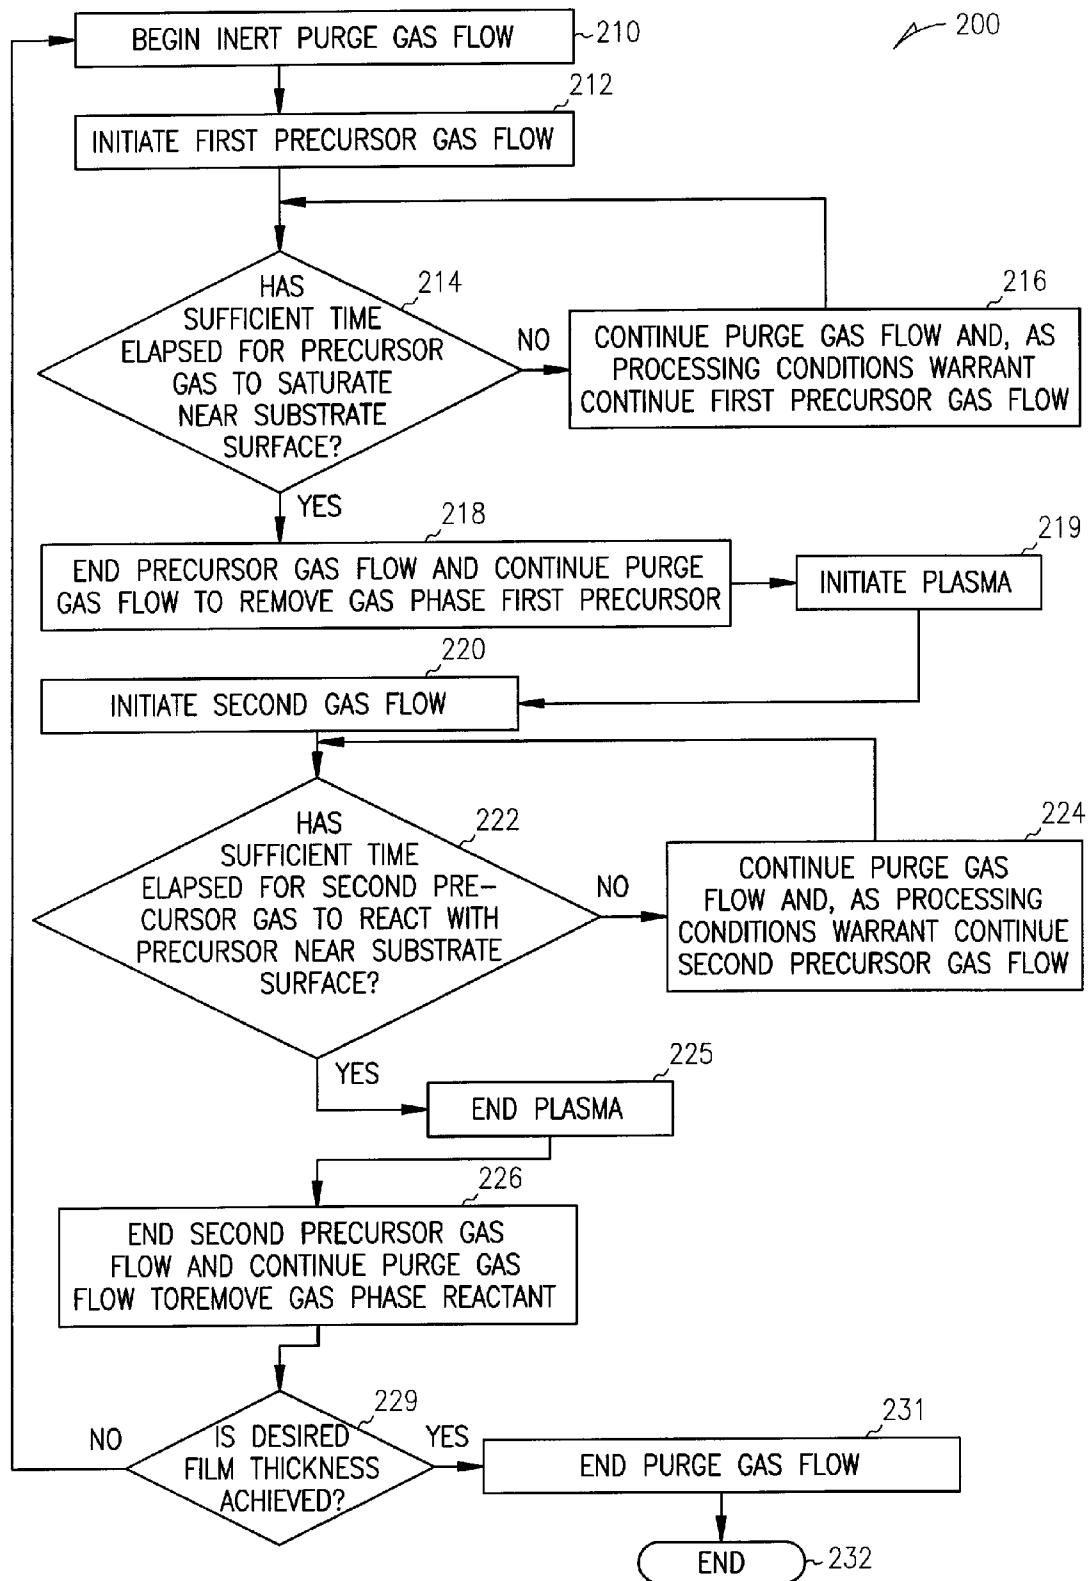 BEGIN INERT PURGE GAS FLOW
210
200
212
INITIATE FIRST PRECURSOR GAS FLOW
HAS
SUFFICIENT TIME
ELAPSED FOR PRECURSOR
GAS TO SATURATE
NEAR SUBSTRATE
SURFACE?
214
NO
216
CONTINUE PURGE GAS FLOW AND, AS
PROCESSING CONDITIONS WARRANT
CONTINUE FIRST PRECURSOR GAS FLOW
YES
218
END PRECURSOR GAS FLOW AND CONTINUE PURGE
GAS FLOW TO REMOVE GAS PHASE FIRST PRECURSOR
219
INITIATE PLASMA
220
INITIATE SECOND GAS FLOW
HAS
SUFFICIENT TIME
ELAPSED FOR SECOND PRE-
CURSOR GAS TO REACT WITH
PRECURSOR NEAR SUBSTRATE
SURFACE?
222
NO
224
CONTINUE PURGE GAS
FLOW AND, AS PROCESSING
CONDITIONS WARRANT CONTINUE
SECOND PRECURSOR GAS FLOW
YES
225
END PLASMA
226
END SECOND PRECURSOR GAS
FLOW AND CONTINUE PURGE GAS
FLOW TOREMOVE GAS PHASE REACTANT
229
NO
IS DESIRED
FILM THICKNESS
ACHIEVED?
YES
231
END PURGE GAS FLOW
END
232